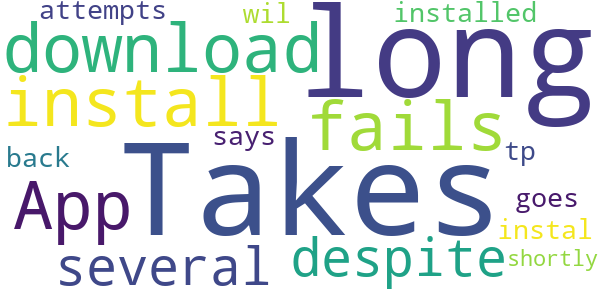 attempts wil installed
download long
install fails
says tp
back Takes
App goes
instal
several despite shortly